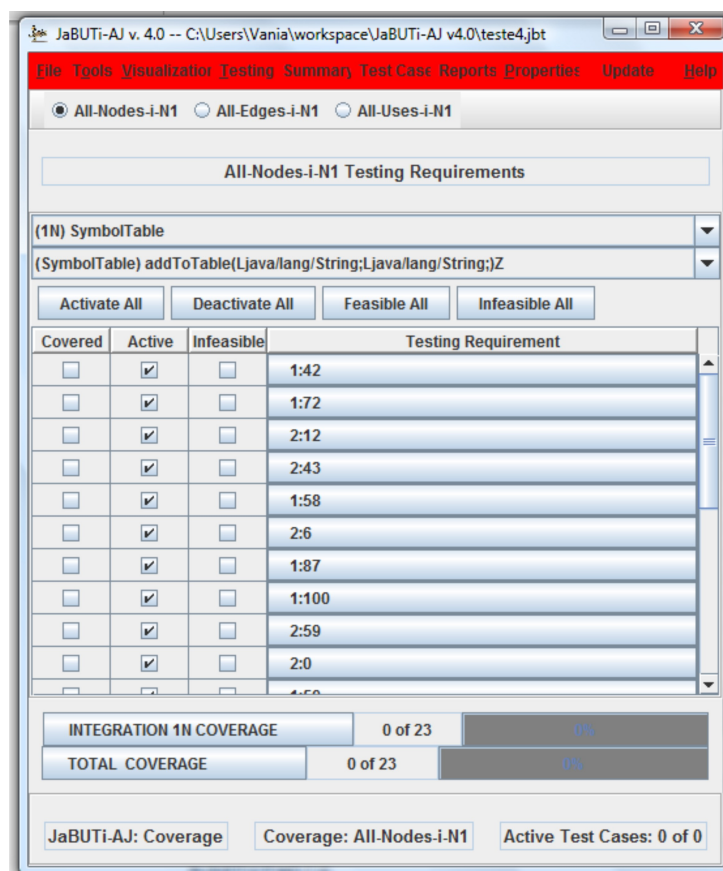 JaBUTi-AJ v. 4.0 -- C:\Users\Vania\workspace\JaBUTi-AJ v4.0\teste4.jbt
File Tools Visualization Testing Summary Test Case Reports Properties Update Help
All-Nodes-i-N1 All-Edges-i-N1 All-Uses-i-N1
All-Nodes-i-N1 Testing Requirements
(1N) SymbolTable
(SymbolTable) addToTable(Ljava/lang/String;Ljava/lang/String;)Z
Activate All Deactivate All Feasible All Infeasible All
Covered Active Infeasible Testing Requirement
1:42
1:72
2:12
2:43
1:58
2:6
1:87
1:100
2:59
2:0
INTEGRATION 1N COVERAGE 0 of 23 0%
TOTAL COVERAGE 0 of 23 0%
JaBUTi-AJ: Coverage Coverage: All-Nodes-i-N1 Active Test Cases: 0 of 0